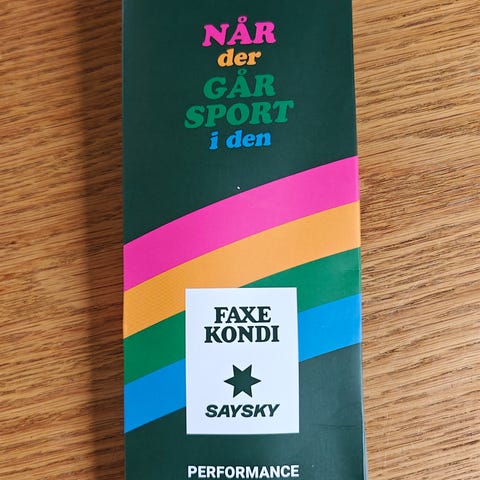 NÅR
der
GÅR
SPORT
i den
FAXE
KONDI
SAYSKY
PERFORMANCE